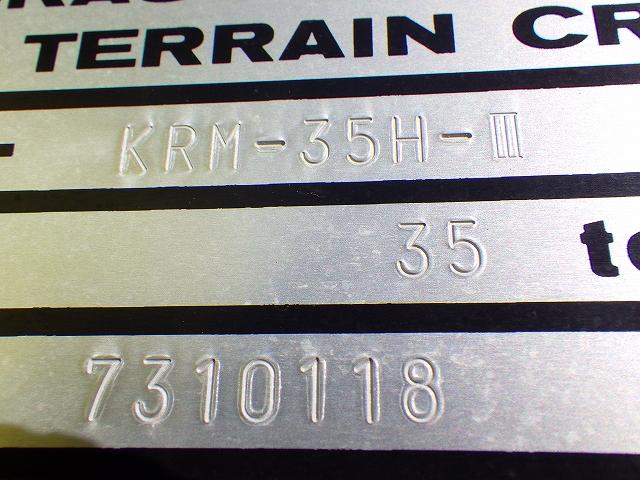 TERRAIN CR
KRM-35H-III
35 t
7310118